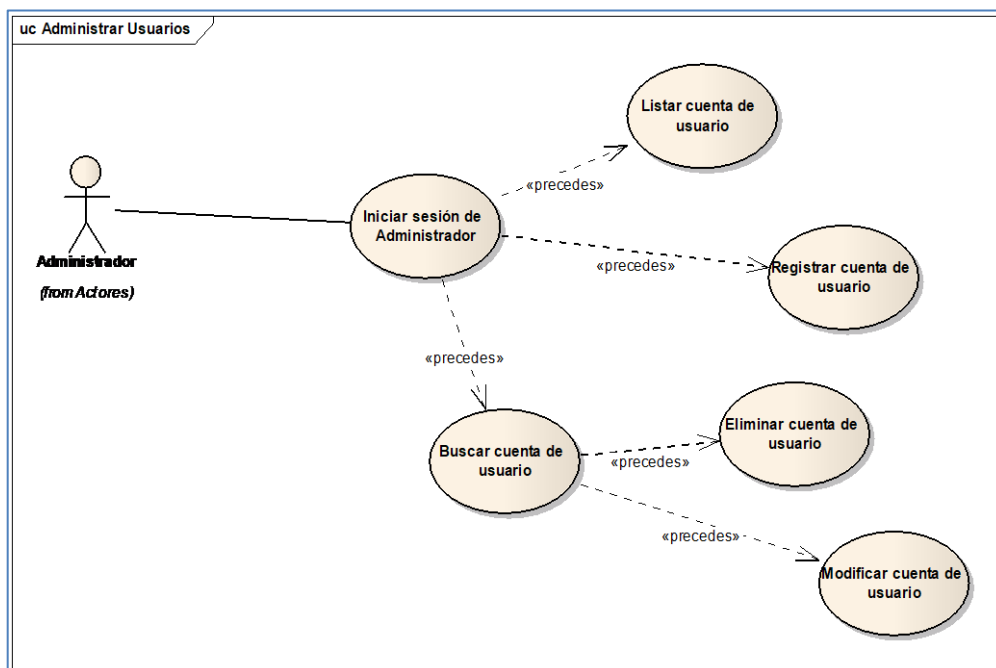 uc Administrar Usuarios
Listar cuenta de
usuario
«precedes»
Iniciar sesión de
Administrador
Administrador
(from Actores)
«precedes»
Registrar cuenta de
usuario
«precedes»
Buscar cuenta de
usuario
«precedes»
Eliminar cuenta de
usuario
«precedes»
Modificar cuenta de
usuario